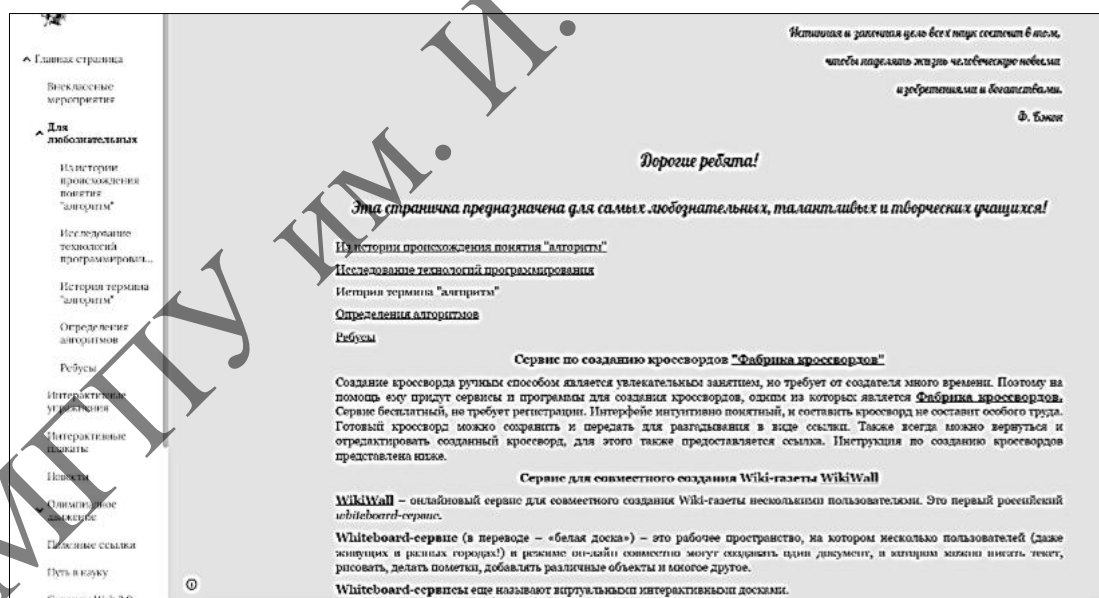 Главная страница
Внеклассные
мероприятия
Для
любознательных
Из истории
происхождения
понятия
"алгоритм"
Исследование
технологий
программирован...
История термина
"алгоритм"
Определения
алгоритмов
Ребусы
Интерактивные
упражнения
Интерактивные
плакаты
Новости
Олимпиадное
движение
Полезные ссылки
Путь в науку
Истинная и законная цель всех наук состоит в том,
чтобы наделять жизнь человеческую новыми
изобретениями и богатствами.
Ф. Бэкон
Дорогие ребята!
Эта страничка предназначена для самых любознательных, талантливых и творческих учащихся!
Из истории происхождения понятия "алгоритм"
Исследование технологий программирования
История термина "алгоритм"
Определения алгоритмов
Ребусы
Сервис по созданию кроссвордов "Фабрика кроссвордов"
Создание кроссворда ручным способом является увлекательным занятием, но требует от создателя много времени. Поэтому на
помощь ему придут сервисы и программы для создания кроссвордов, одним из которых является Фабрика кроссвордов.
Сервис бесплатный, не требует регистрации. Интерфейс интуитивно понятный, и составить кроссворд не составит особого труда.
Готовый кроссворд можно сохранить и передать для разгадывания в виде ссылки. Также всегда можно вернуться и
отредактировать созданный кроссворд, для этого также предоставляется ссылка. Инструкция по созданию кроссвордов
представлена ниже.
Сервис для совместного создания Wiki-газеты WikiWall
WikiWall – онлайновый сервис для совместного создания Wiki-газеты несколькими пользователями. Это первый российский
whiteboard-сервис.
Whiteboard-сервис (в переводе – «белая доска») – это рабочее пространство, на котором несколько пользователей (даже
живущих в разных городах!) в режиме он-лайн совместно могут создавать один документ, в котором можно писать текст,
рисовать, делать пометки, добавлять различные объекты и многое другое.
Whiteboard-сервисы еще называют виртуальными интерактивными досками.
МГПУ им. И.